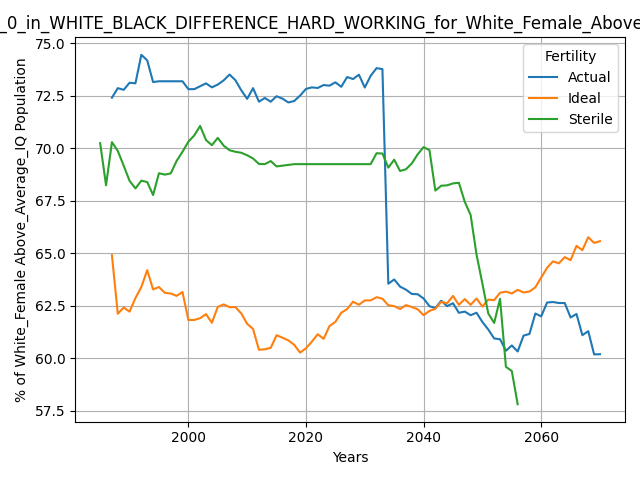 _0_in_WHITE_BLACK_DIFFERENCE_HARD_WORKING_for_White_Female_Above
% of White_Female Above_Average_IQ Population
75.0
72.5
70.0
67.5
65.0
62.5
60.0
57.5
Fertility
Actual
Ideal
Sterile
2000
2020
2040
2060
Years